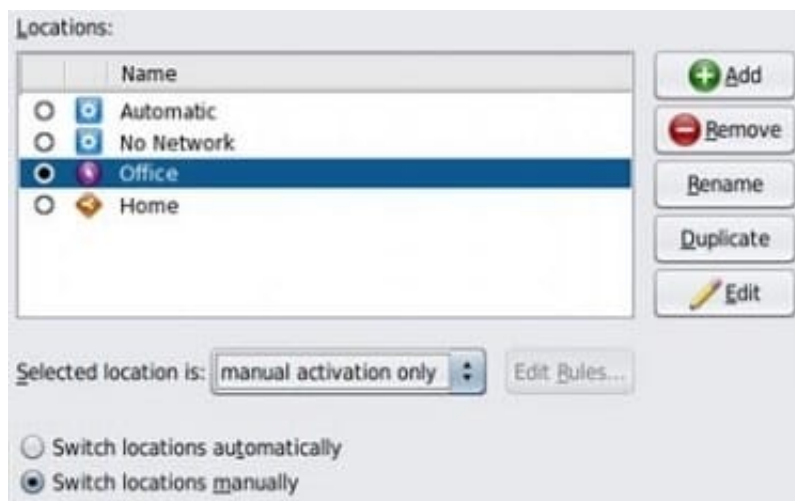 Locations:
Name
Automatic
No Network
Office
Home
Add
Remove
Rename
Duplicate
Edit
Selected location is: manual activation only Edit Rules...
Switch locations automatically
Switch locations manually